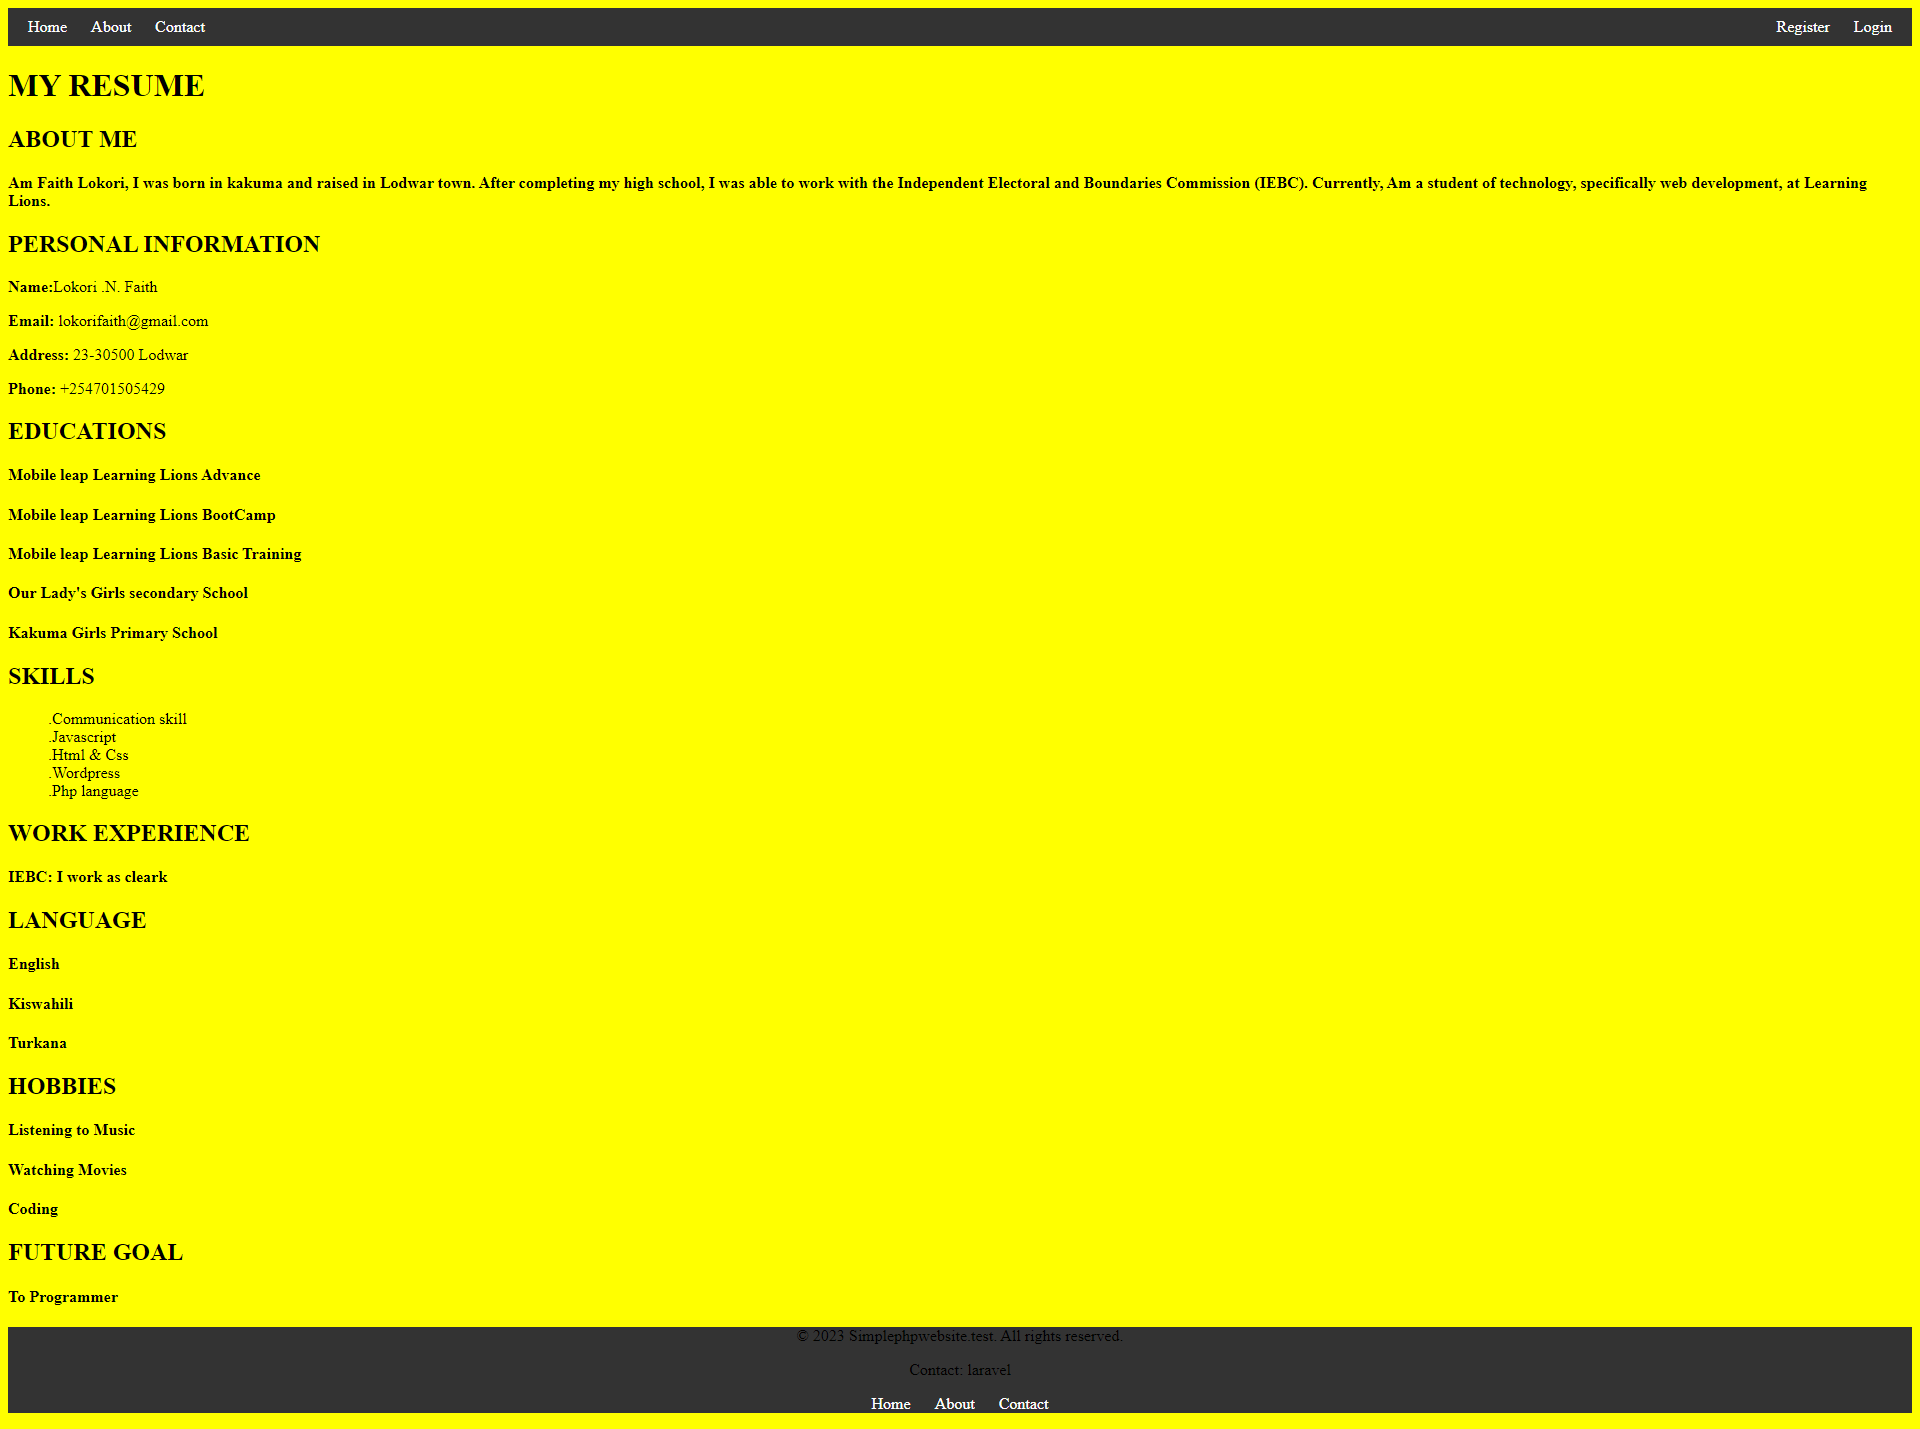 Home About Contact Register Login
MY RESUME
ABOUT ME
Am Faith Lokori, I was born in kakuma and raised in Lodwar town. After completing my high school, I was able to work with the Independent Electoral and Boundaries Commission (IEBC). Currently, Am a student of technology, specifically web development, at Learning
Lions.
PERSONAL INFORMATION
Name:Lokori .N. Faith
Email: lokorifaith@gmail.com
Address: 23-30500 Lodwar
Phone: +254701505429
EDUCATIONS
Mobile leap Learning Lions Advance
Mobile leap Learning Lions BootCamp
Mobile leap Learning Lions Basic Training
Our Lady's Girls secondary School
Kakuma Girls Primary School
SKILLS
.Communication skill
.Javascript
.Html & Css
.Wordpress
.Php language
WORK EXPERIENCE
IEBC: I work as cleark
LANGUAGE
English
Kiswahili
Turkana
HOBBIES
Listening to Music
Watching Movies
Coding
FUTURE GOAL
To Programmer
© 2023 Simplephpwebsite.test. All rights reserved.
Contact: laravel
Home About Contact